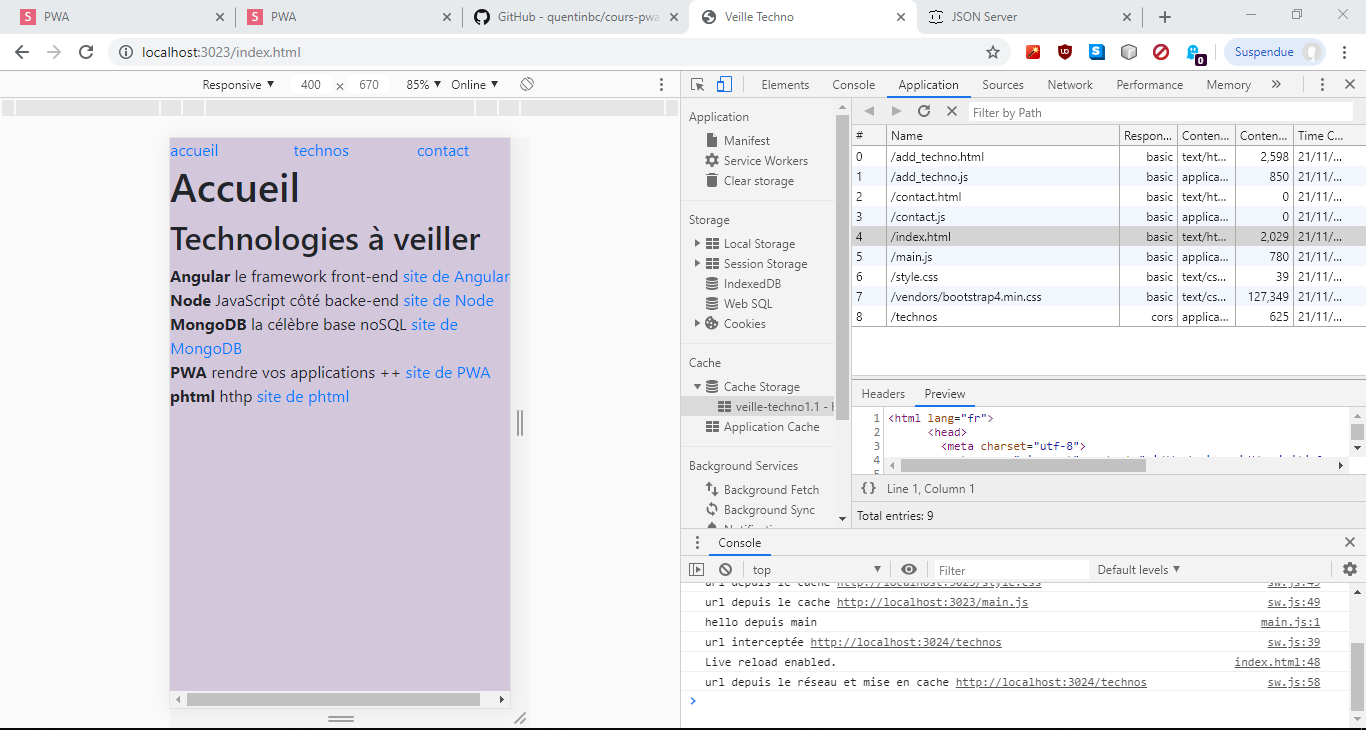 S PWA
S PWA
GitHub - quentinbc/cours-pwa
Veille Techno
JSON Server
localhost:3023/index.html
Suspendue
Responsive
400 x 670
85%
Online
Elements
Console
Application
Sources
Network
Performance
Memory
accueil
technos
contact
Accueil
Technologies à veiller
Angular le framework front-end site de Angular
Node JavaScript côté backe-end site de Node
MongoDB la célèbre base noSQL site de
MongoDB
PWA rendre vos applications ++ site de PWA
phtml hthp site de phtml
Application
Manifest
Service Workers
Clear storage
Storage
Local Storage
Session Storage
IndexedDB
Web SQL
Cookies
Cache
Cache Storage
veille-techno1.1 -
Application Cache
Background Services
Background Fetch
Background Sync
Filter by Path
# Name Respon... Conten... Conten... Time C...
0 /add_techno.html basic text/ht... 2,598 21/11/...
1 /add_techno.js basic applica... 850 21/11/...
2 /contact.html basic text/ht... 0 21/11/...
3 /contact.js basic applica... 0 21/11/...
4 /index.html basic text/ht... 2,029 21/11/...
5 /main.js basic applica... 780 21/11/...
6 /style.css basic text/cs... 39 21/11/...
7 /vendors/bootstrap4.min.css basic text/cs... 127,349 21/11/...
8 /technos cors applica... 625 21/11/...
Headers
Preview
1 <html lang="fr">
2 <head>
3 <meta charset="utf-8">
4
{} Line 1, Column 1
Total entries: 9
Console
top
Filter
Default levels
url depuis le cache http://localhost:3023/style.css sw.js:49
url depuis le cache http://localhost:3023/main.js sw.js:49
hello depuis main main.js:1
url interceptée http://localhost:3024/technos sw.js:39
Live reload enabled. index.html:48
url depuis le réseau et mise en cache http://localhost:3024/technos sw.js:58